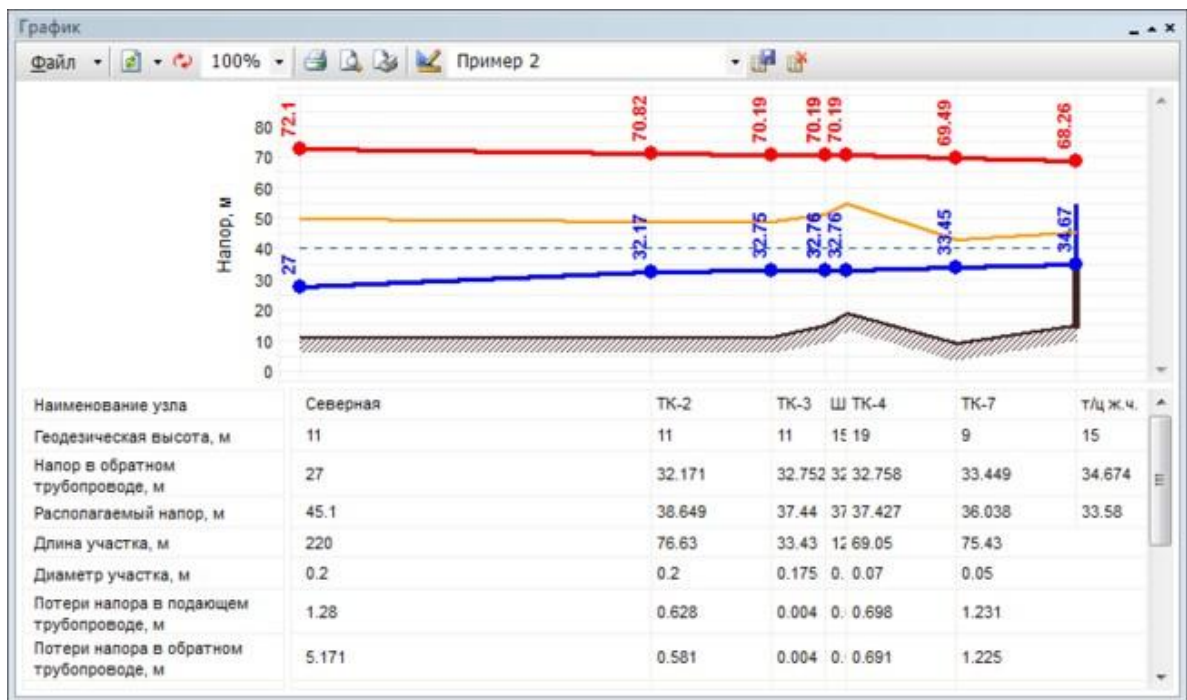 График
Файл 100% Пример 2
72.1 70.82 70.19 70.19 70.19 69.49 68.26
27 32.17 32.75 32.76 32.76 33.45 34.67
Напор, м
80
70
60
50
40
30
20
10
0
Наименование узла Северная ТК-2 ТК-3 Ш ТК-4 ТК-7 т/ц ж.ч.
Геодезическая высота, м 11 11 11 15 19 9 15
Напор в обратном
трубопроводе, м 27 32.171 32.752 32 32.758 33.449 34.674
Располагаемый напор, м 45.1 38.649 37.44 37 37.427 36.038 33.58
Длина участка, м 220 76.63 33.43 12 69.05 75.43
Диаметр участка, м 0.2 0.2 0.175 0. 0.07 0.05
Потери напора в подающем
трубопроводе, м 1.28 0.628 0.004 0. 0.698 1.231
Потери напора в обратном
трубопроводе, м 5.171 0.581 0.004 0. 0.691 1.225